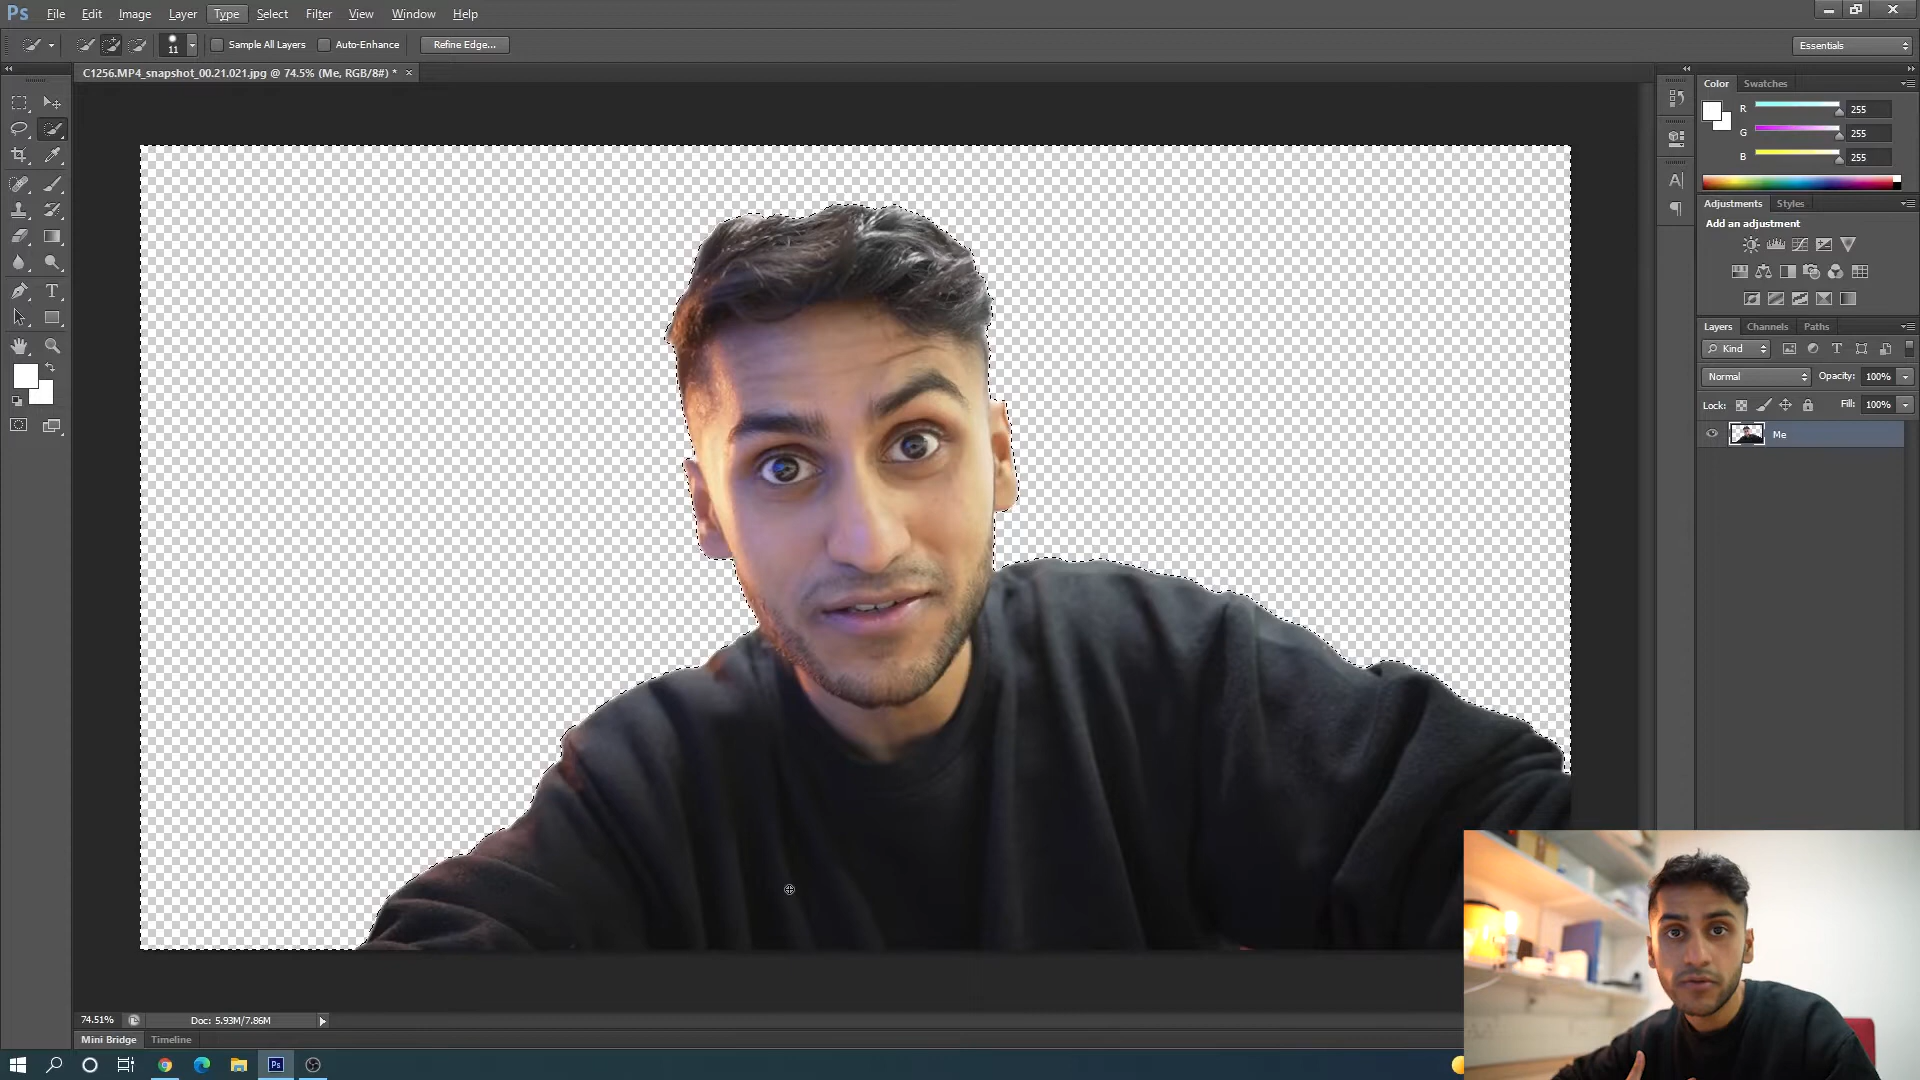 Ps File Edit Image Layer Type Select Filter View Window Help
11 Sample All Layers Auto-Enhance Refine Edge... Essentials
C1256.MP4_snapshot_00.21.021.jpg @ 74.5% (Me, RGB/8#) * ×
Color Swatches
R 255
G 255
B 255
Adjustments Styles
Add an adjustment
Layers Channels Paths
Kind
Normal Opacity: 100%
Lock: Fill: 100%
Me
74.51% Doc: 5.93M/7.86M
Mini Bridge Timeline
Ps